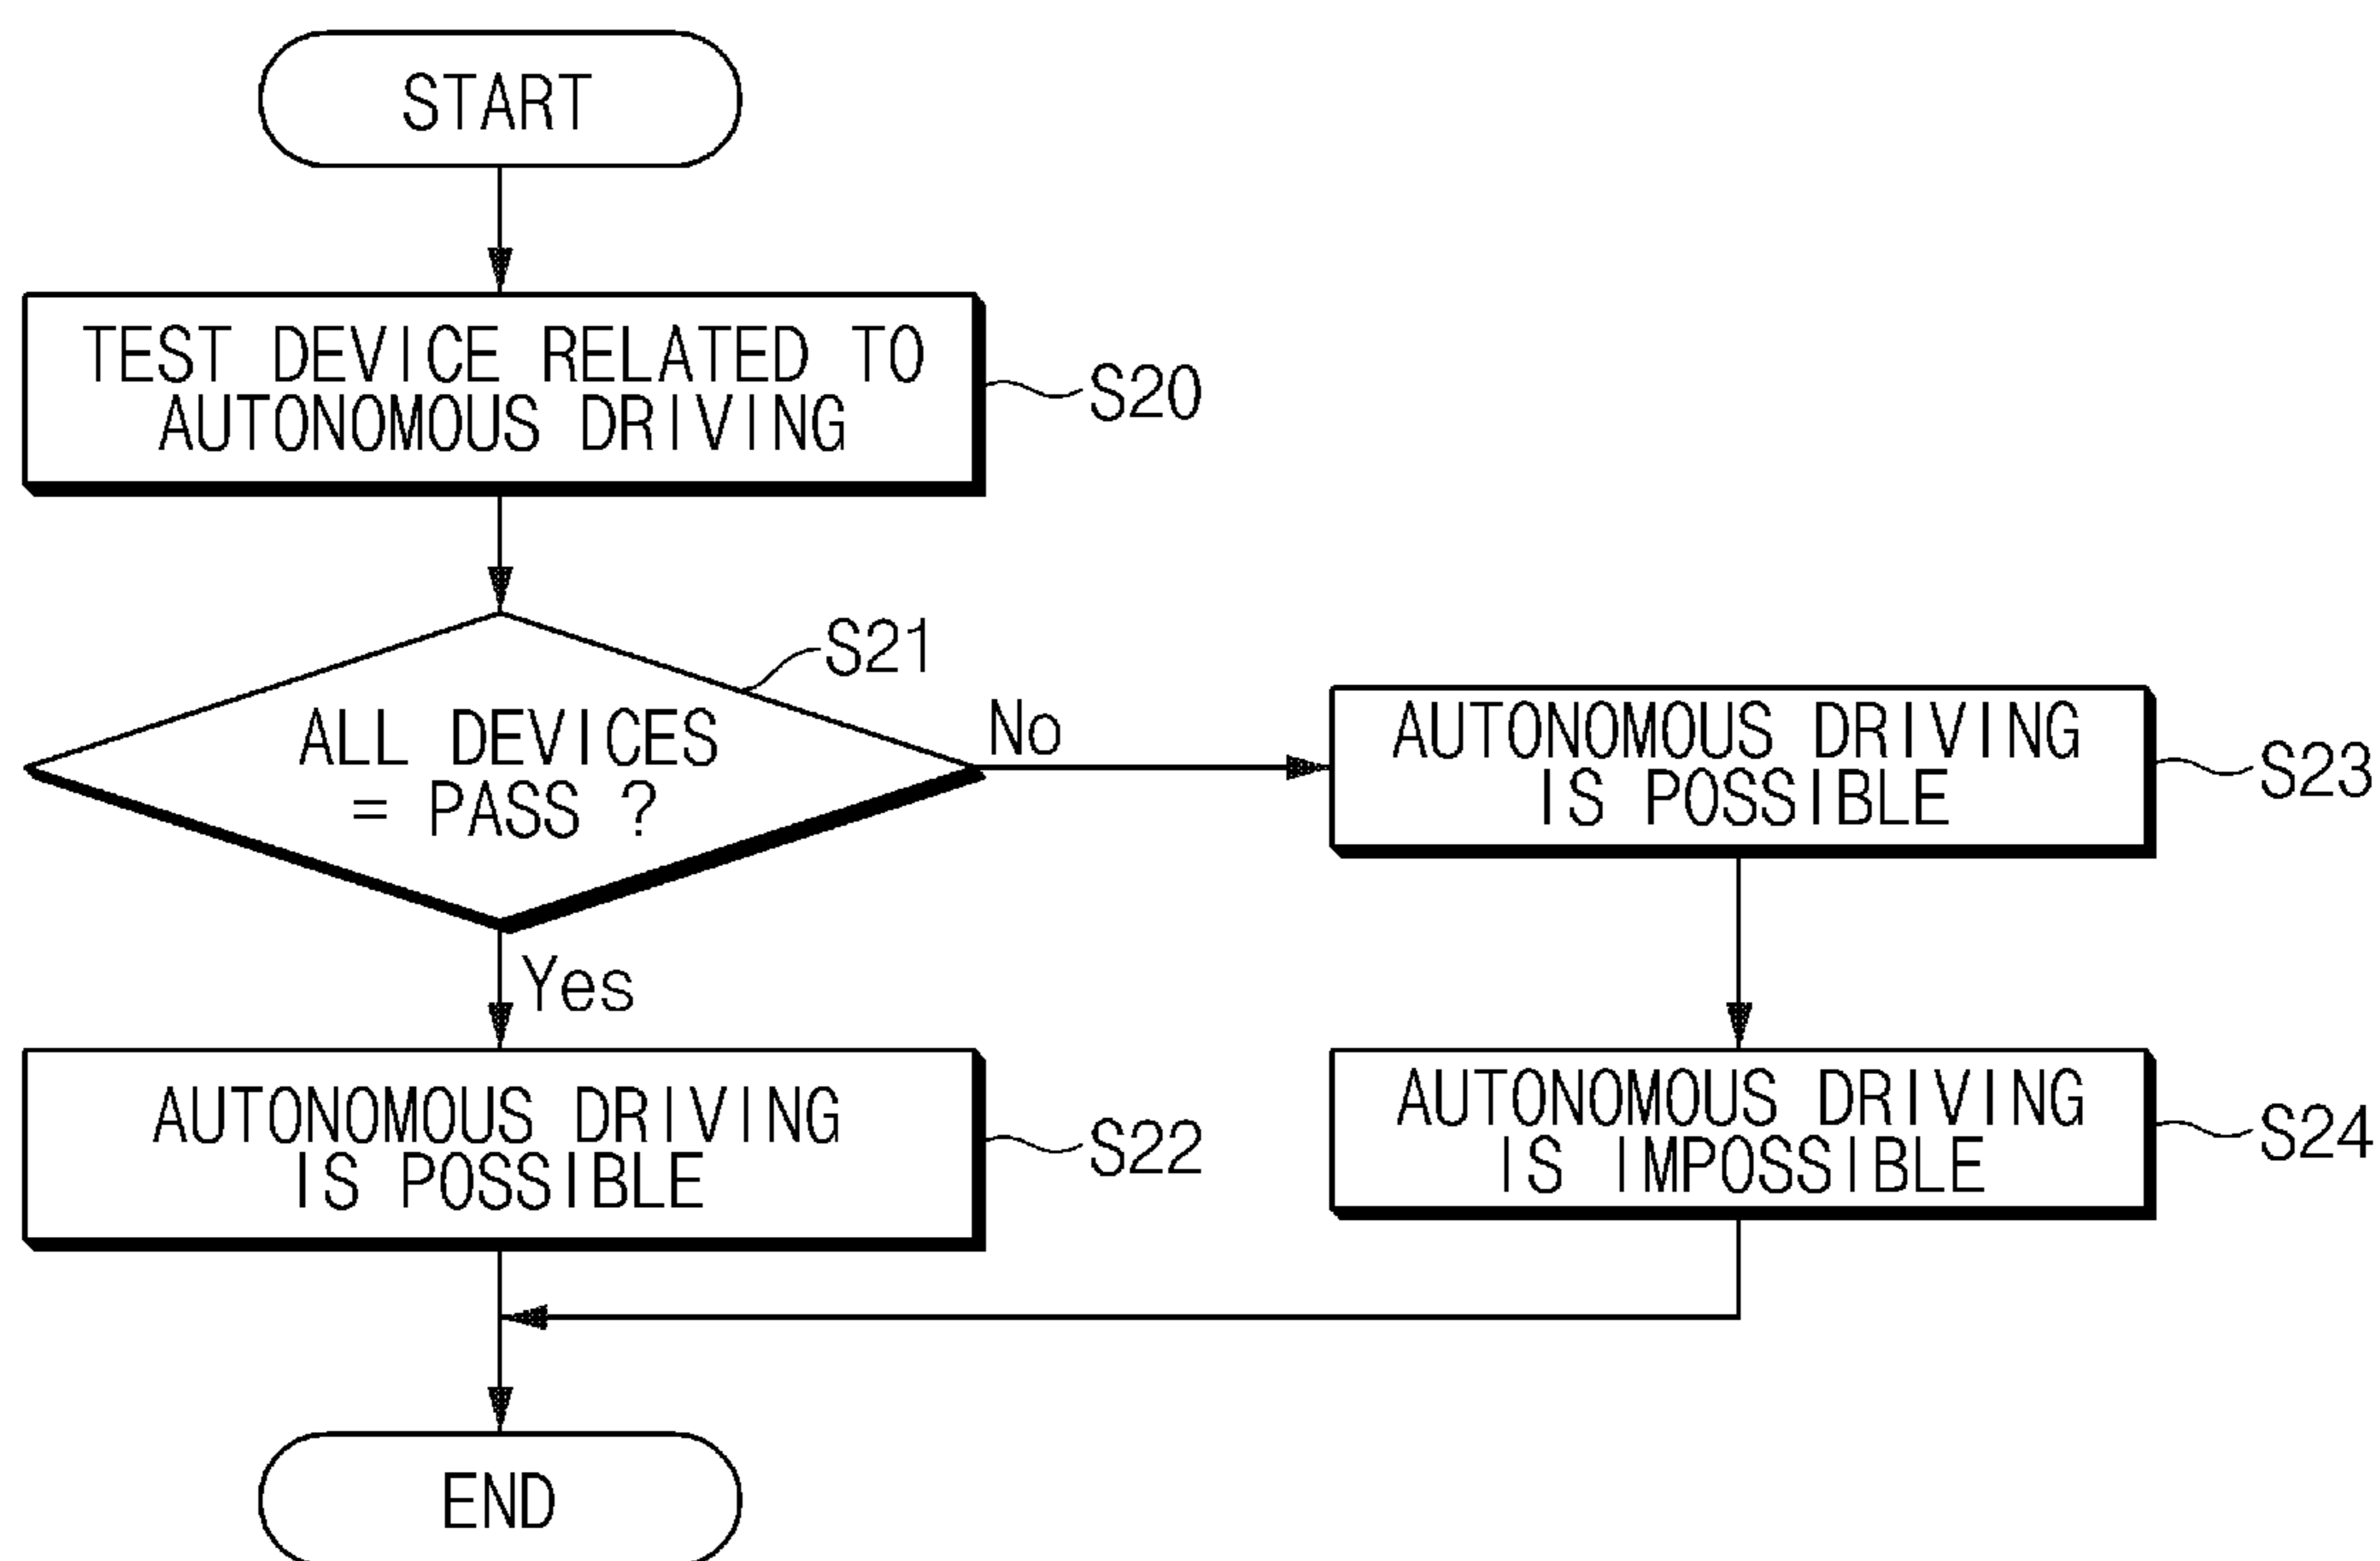 START
TEST DEVICE RELATED TO
AUTONOMOUS DRIVING
S20
S21
ALL DEVICES
= PASS ?
No
AUTONOMOUS DRIVING
IS POSSIBLE
S23
Yes
AUTONOMOUS DRIVING
IS POSSIBLE
S22
AUTONOMOUS DRIVING
IS IMPOSSIBLE
S24
END